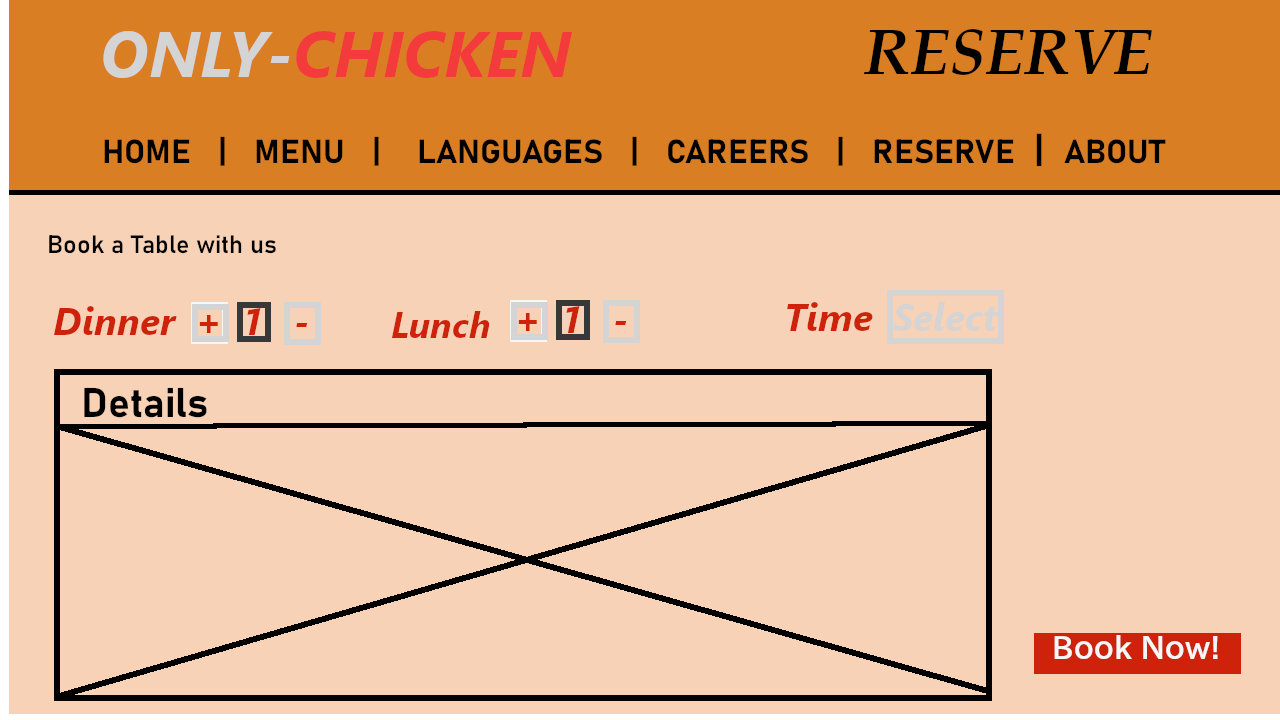 ONLY-CHICKEN RESERVE
HOME | MENU | LANGUAGES | CAREERS | RESERVE | ABOUT
Book a Table with us
Dinner + 1 - Lunch + 1 - Time Select
Details
Book Now!